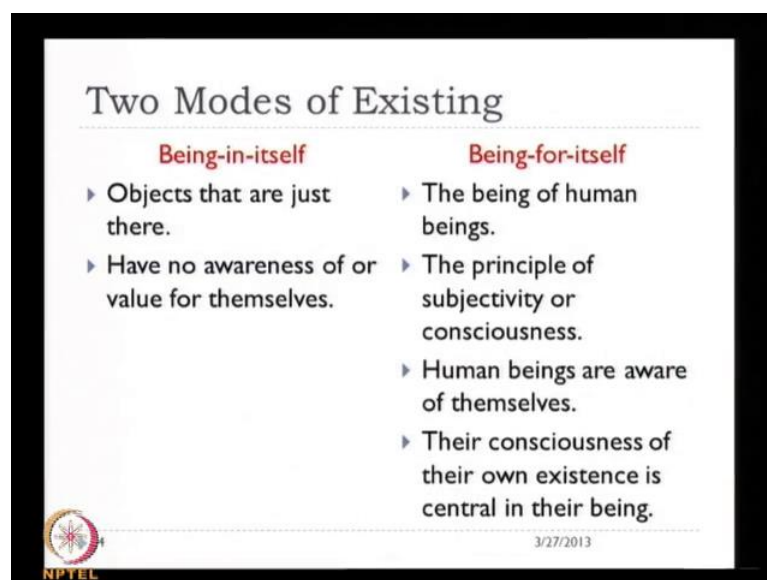 Two Modes of Existing
Being-in-itself
Objects that are just
there.
Have no awareness of or
value for themselves.
Being-for-itself
The being of human
beings.
The principle of
subjectivity or
consciousness.
Human beings are aware
of themselves.
Their consciousness of
their own existence is
central in their being.
3/27/2013
NPTEL